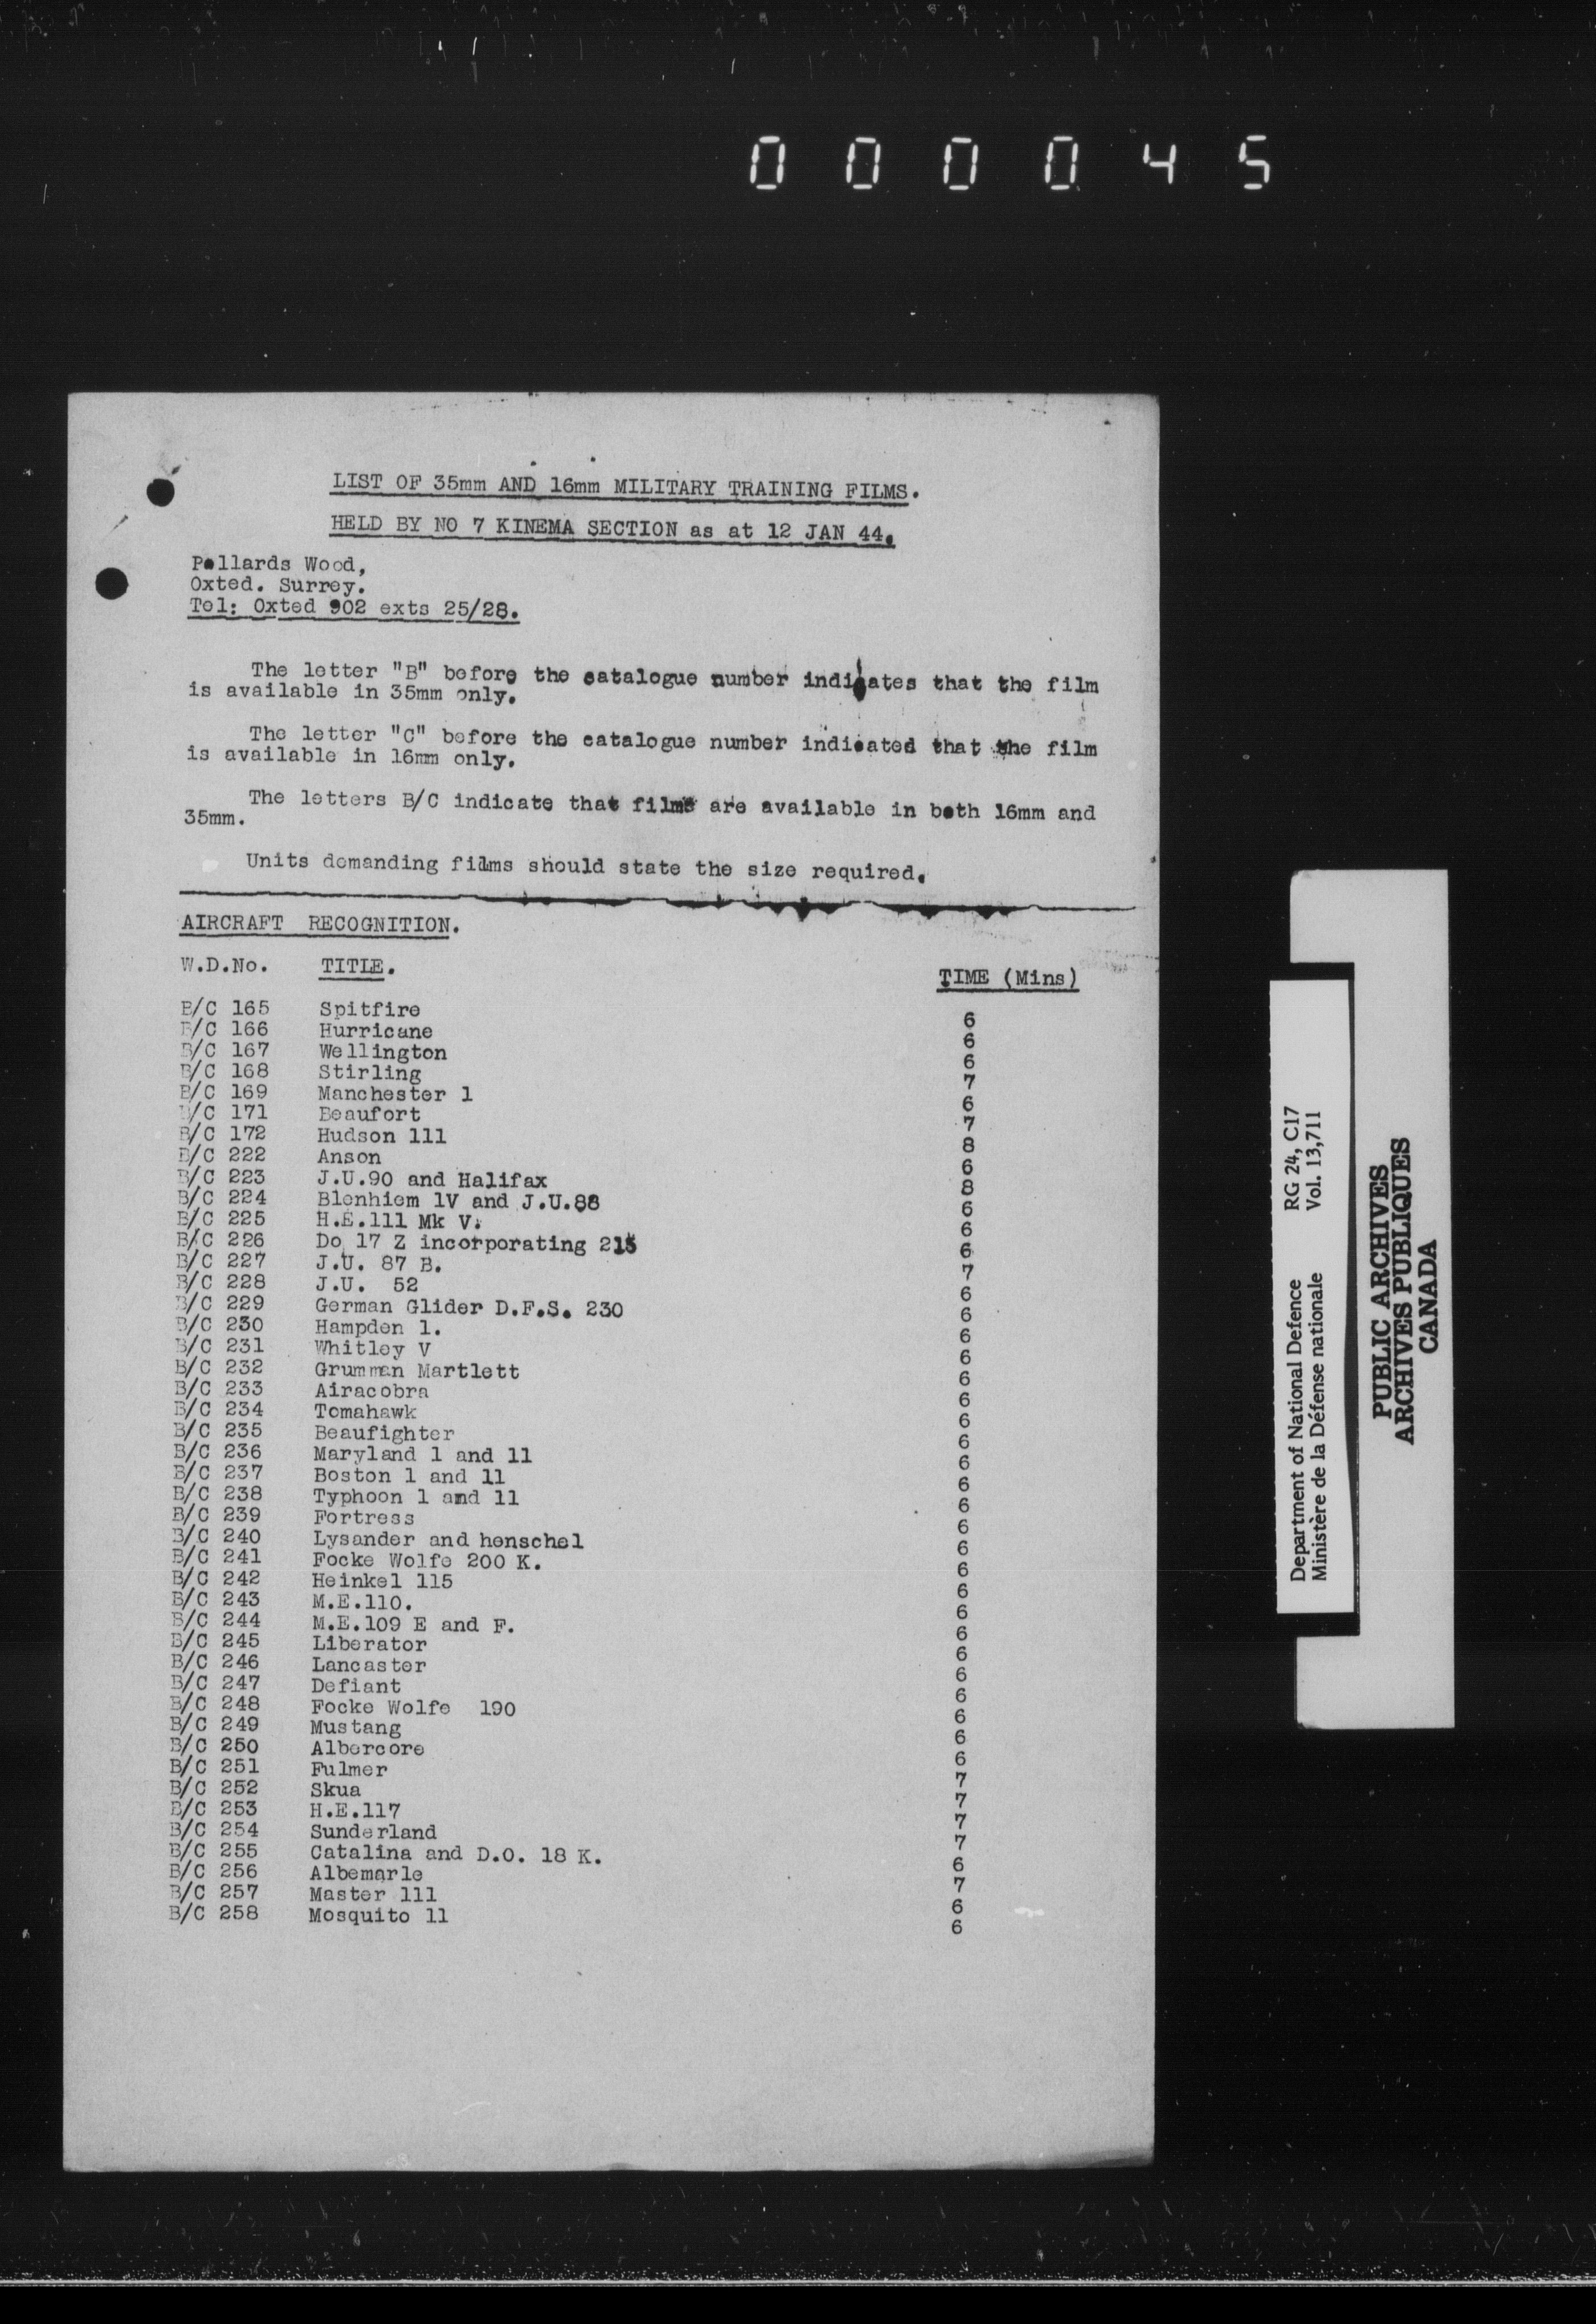 000045
LIST OF 35mm AND 16mm MILITARY TRAINING FILMS.
HELD BY NO 7 KINEMA SECTION as at 12 JAN 44.
Pollards Wood,
Oxted. Surrey.
Tel: Oxted 902 exts 25/28.
The letter "B" before the catalogue number indicates that the film
is available in 35mm only.
The letter "C" before the catalogue number indicated that the film
is available in 16mm only.
The letters B/C indicate that films are available in both 16mm and
35mm.
Units demanding films should state the size required.
AIRCRAFT RECOGNITION.
W.D.No. TITLE. TIME (Mins)
B/C 165 Spitfire 6
B/C 166 Hurricane 6
B/C 167 Wellington 6
B/C 168 Stirling 7
B/C 169 Manchester 1 6
B/C 171 Beaufort 7
B/C 172 Hudson 111 8
B/C 222 Anson 6
B/C 223 J.U.90 and Halifax 8
B/C 224 Blenhiem 1V and J.U.88 6
B/C 225 H.E.111 Mk V. 6
B/C 226 Do 17 Z incorporating 215 6
B/C 227 J.U. 87 B. 7
B/C 228 J.U. 52 6
B/C 229 German Glider D.F.S. 230 6
B/C 230 Hampden 1. 6
B/C 231 Whitley V 6
B/C 232 Grumman Martlett 6
B/C 233 Airacobra 6
B/C 234 Tomahawk 6
B/C 235 Beaufighter 6
B/C 236 Maryland 1 and 11 6
B/C 237 Boston 1 and 11 6
B/C 238 Typhoon 1 and 11 6
B/C 239 Fortress 6
B/C 240 Lysander and henschel 6
B/C 241 Focke Wolfe 200 K. 6
B/C 242 Heinkel 115 6
B/C 243 M.E.110. 6
B/C 244 M.E.109 E and F. 6
B/C 245 Liberator 6
B/C 246 Lancaster 6
B/C 247 Defiant 6
B/C 248 Focke Wolfe 190 6
B/C 249 Mustang 6
B/C 250 Albercore 6
B/C 251 Fulmer 7
B/C 252 Skua 7
B/C 253 H.E.117 7
B/C 254 Sunderland 7
B/C 255 Catalina and D.O. 18 K. 6
B/C 256 Albemarle 7
B/C 257 Master 111 6
B/C 258 Mosquito 11 6
Department of National Defence RG 24, C17
Ministère de la Défense nationale Vol. 13,711
PUBLIC ARCHIVES
ARCHIVES PUBLIQUES
CANADA